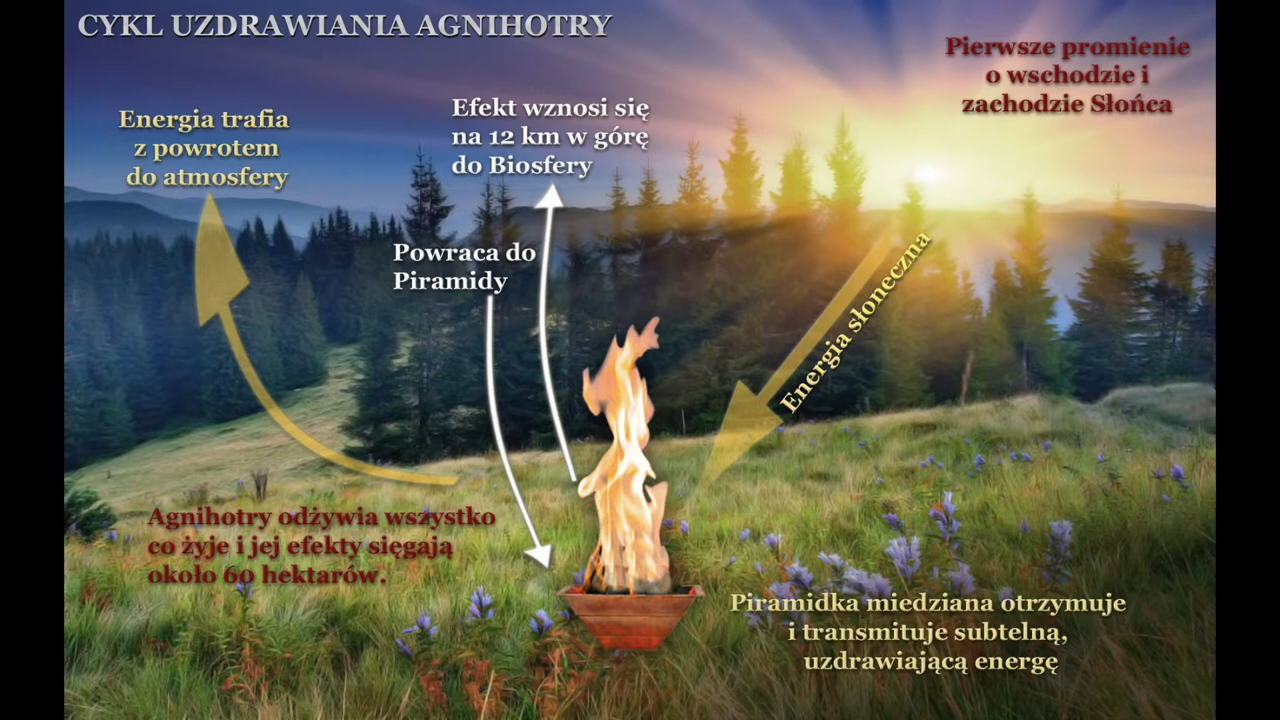 CYKL UZDRAWIANIA AGNIHOTRY
Pierwsze promienie
o wschodzie i
zachodzie Słońca
Energia trafia
z powrotem
do atmosfery
Efekt wznosi się
na 12 km w górę
do Biosfery
Powraca do
Piramidy
Energia słoneczna
Agnihotry odżywia wszystko
co żyje i jej efekty sięgają
około 60 hektarów.
Piramidka miedziana otrzymuje
i transmituje subtelną,
uzdrawiającą energę